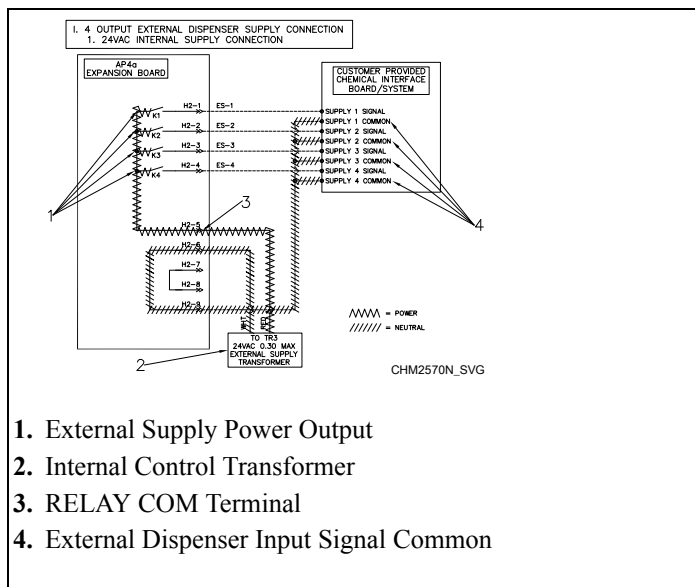 I. 4 OUTPUT EXTERNAL DISPENSER SUPPLY CONNECTION
1. 24VAC INTERNAL SUPPLY CONNECTION
AP4a
EXPANSION BOARD
CUSTOMER PROVIDED
CHEMICAL INTERFACE
BOARD/SYSTEM
K1
H2-1
ES-1
SUPPLY 1 SIGNAL
SUPPLY 1 COMMON
K2
H2-2
ES-2
SUPPLY 2 SIGNAL
SUPPLY 2 COMMON
K3
H2-3
ES-3
SUPPLY 3 SIGNAL
SUPPLY 3 COMMON
K4
H2-4
ES-4
SUPPLY 4 SIGNAL
SUPPLY 4 COMMON
1
3
4
H2-5
H2-6
H2-7
H2-8
H2-9
WHT
RED
= POWER
= NEUTRAL
2
TO TR3
24VAC 0.30 MAX
EXTERNAL SUPPLY
TRANSFORMER
CHM2570N_SVG
1. External Supply Power Output
2. Internal Control Transformer
3. RELAY COM Terminal
4. External Dispenser Input Signal Common